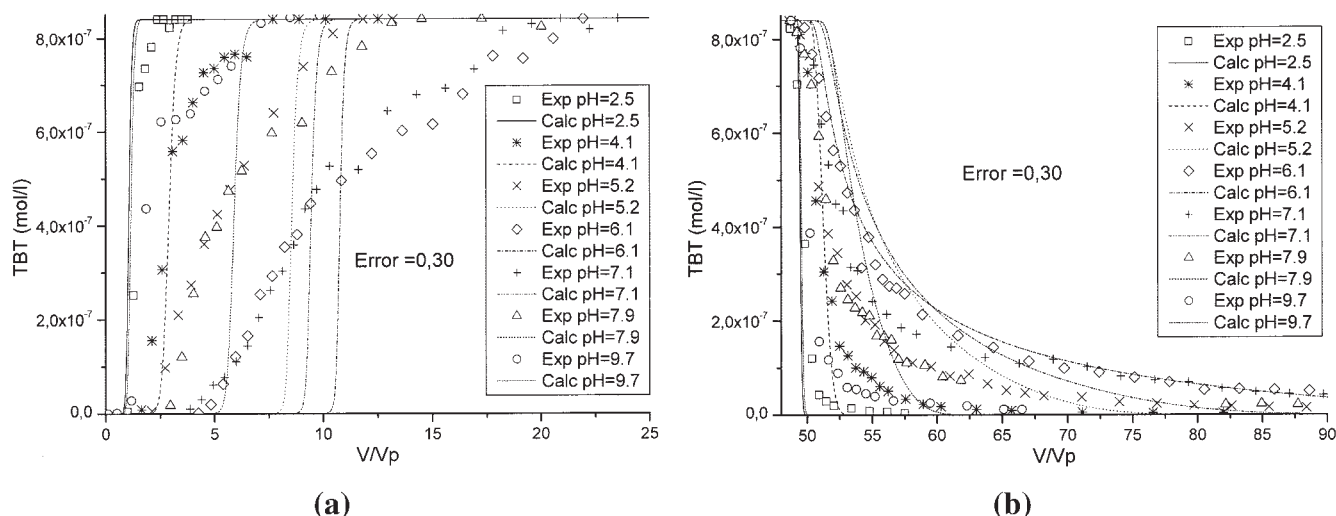 8,0x10⁻⁷
6,0x10⁻⁷
4,0x10⁻⁷
2,0x10⁻⁷
0,0
TBT (mol/l)
0 5 10 15 20 25
V/Vp
Error =0,30
Exp pH=2.5
Calc pH=2.5
Exp pH=4.1
Calc pH=4.1
Exp pH=5.2
Calc pH=5.2
Exp pH=6.1
Calc pH=6.1
Exp pH=7.1
Calc pH=7.1
Exp pH=7.9
Calc pH=7.9
Exp pH=9.7
Calc pH=9.7
(a)
8,0x10⁻⁷
6,0x10⁻⁷
4,0x10⁻⁷
2,0x10⁻⁷
0,0
TBT (mol/l)
50 55 60 65 70 75 80 85 90
V/Vp
Error =0,30
Exp pH=2.5
Calc pH=2.5
Exp pH=4.1
Calc pH=4.1
Exp pH=5.2
Calc pH=5.2
Exp pH=6.1
Calc pH=6.1
Exp pH=7.1
Calc pH=7.1
Exp pH=7.9
Calc pH=7.9
Exp pH=9.7
Calc pH=9.7
(b)